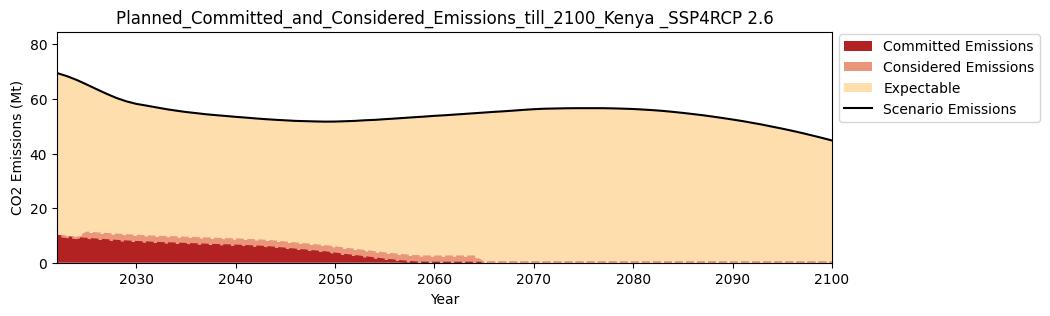 Planned_Committed_and_Considered_Emissions_till_2100_Kenya _SSP4RCP 2.6
80
60
40
20
0
CO2 Emissions (Mt)
2030
2040
2050
2060
2070
2080
2090
2100
Year
Committed Emissions
Considered Emissions
Expectable
Scenario Emissions